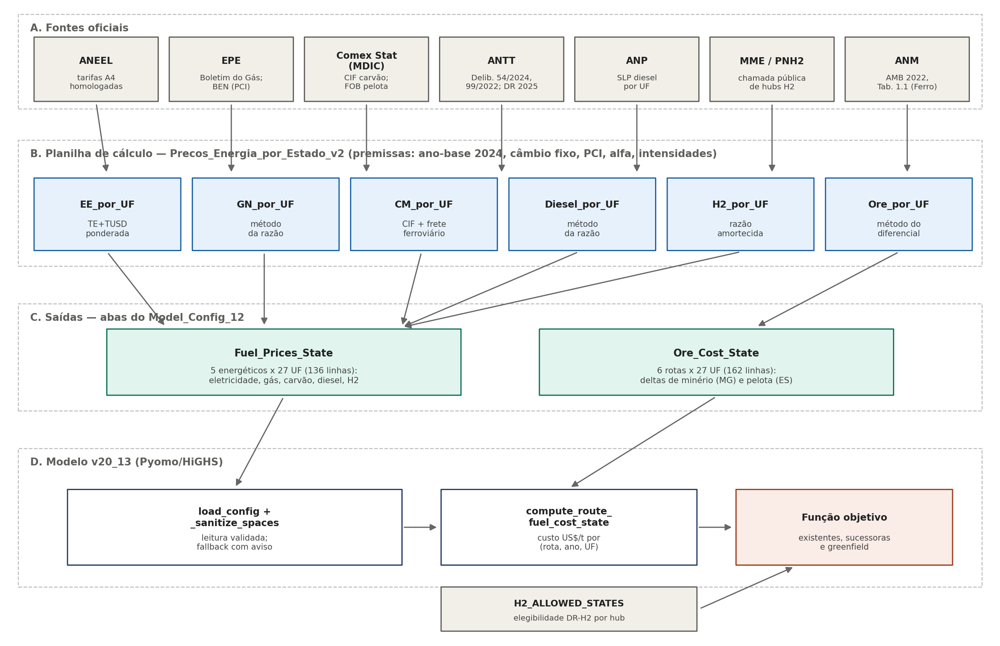 A. Fontes oficiais
ANEEL
tarifas A4
homologadas
EPE
Boletim do Gás;
BEN (PCI)
Comex Stat
(MDIC)
CIF carvão;
FOB pelota
ANTT
Delib. 54/2024,
99/2022; DR 2025
ANP
SLP diesel
por UF
MME / PNH2
chamada pública
de hubs H2
ANM
AMB 2022,
Tab. 1.1 (Ferro)
B. Planilha de cálculo — Precos_Energia_por_Estado_v2 (premissas: ano-base 2024, câmbio fixo, PCI, alfa, intensidades)
EE_por_UF
TE+TUSD
ponderada
GN_por_UF
método
da razão
CM_por_UF
CIF + frete
ferroviário
Diesel_por_UF
método
da razão
H2_por_UF
razão
amortecida
Ore_por_UF
método do
diferencial
C. Saídas — abas do Model_Config_12
Fuel_Prices_State
5 energéticos x 27 UF (136 linhas):
eletricidade, gás, carvão, diesel, H2
Ore_Cost_State
6 rotas x 27 UF (162 linhas):
deltas de minério (MG) e pelota (ES)
D. Modelo v20_13 (Pyomo/HiGHS)
load_config +
_sanitize_spaces
leitura validada;
fallback com aviso
compute_route_
fuel_cost_state
custo US$/t por
(rota, ano, UF)
Função objetivo
existentes, sucessoras
e greenfield
H2_ALLOWED_STATES
elegibilidade DR-H2 por hub